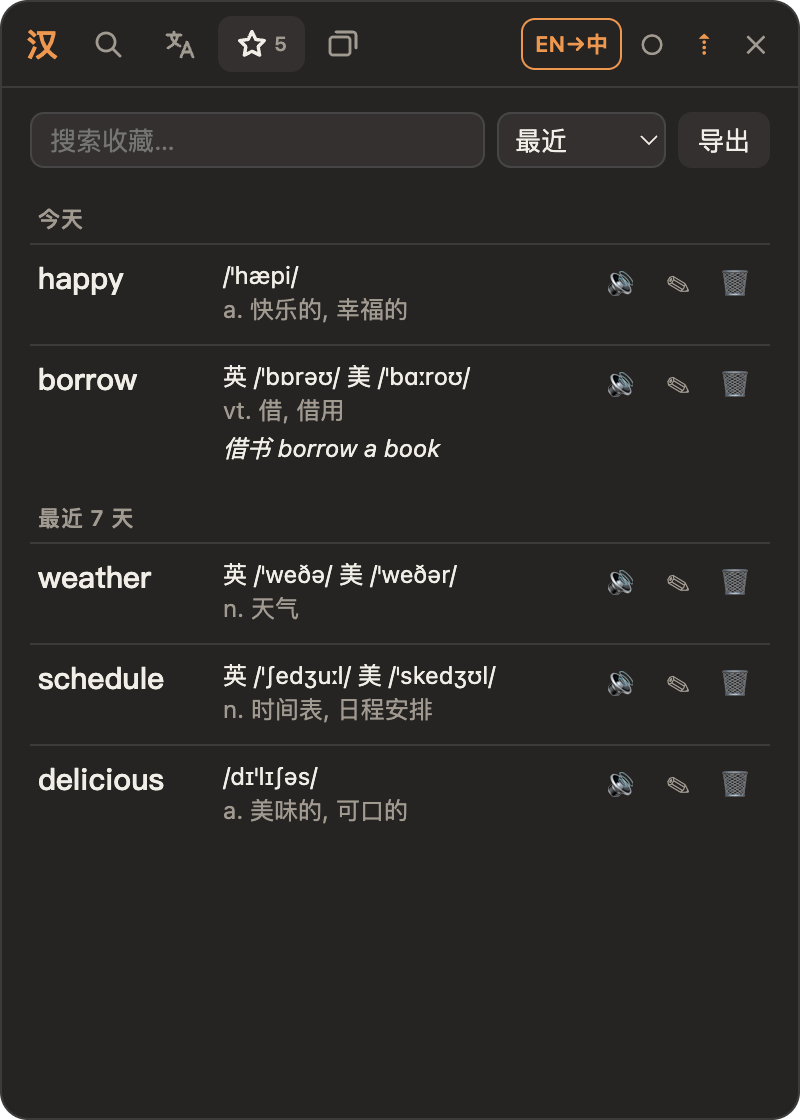 汉
文A
5
EN→中
搜索收藏...
最近
导出
今天
happy
/ˈhæpi/
a. 快乐的, 幸福的
borrow
英 /ˈbɒrəʊ/ 美 /ˈbɑːroʊ/
vt. 借, 借用
借书 borrow a book
最近 7 天
weather
英 /ˈweðə/ 美 /ˈweðər/
n. 天气
schedule
英 /ˈʃedʒuːl/ 美 /ˈskedʒʊl/
n. 时间表, 日程安排
delicious
/dɪˈlɪʃəs/
a. 美味的, 可口的